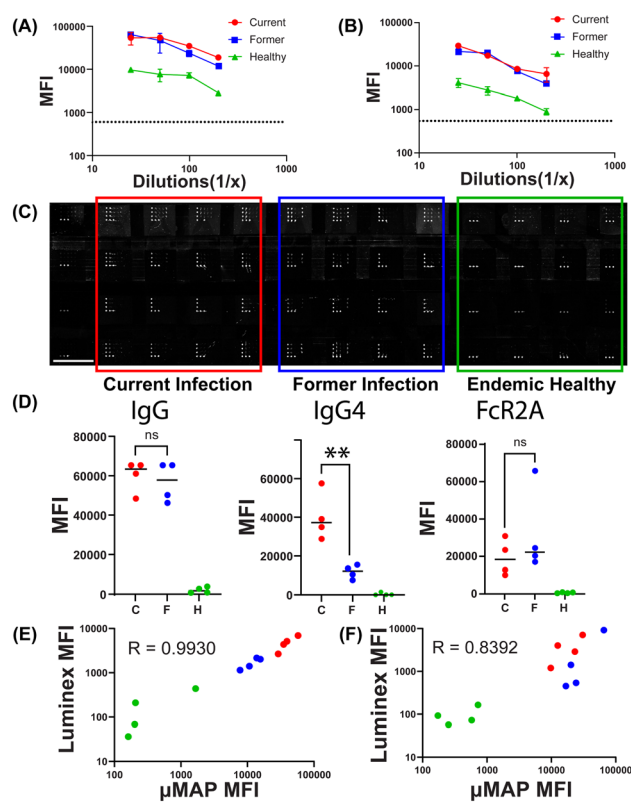 (A)
Current
Former
Healthy
100000
10000
1000
100
MFI
10
100
1000
Dilutions(1/x)
(B)
Current
Former
Healthy
100000
10000
1000
100
MFI
10
100
1000
Dilutions(1/x)
(C)
Current Infection
Former Infection
Endemic Healthy
(D)
IgG
ns
80000
60000
40000
20000
0
MFI
C F H
IgG4
**
80000
60000
40000
20000
0
MFI
C F H
FcR2A
ns
80000
60000
40000
20000
0
MFI
C F H
(E)
R = 0.9930
10000
1000
100
10
Luminex MFI
100
1000
10000
100000
µMAP MFI
(F)
R = 0.8392
10000
1000
100
10
Luminex MFI
100
1000
10000
100000
µMAP MFI